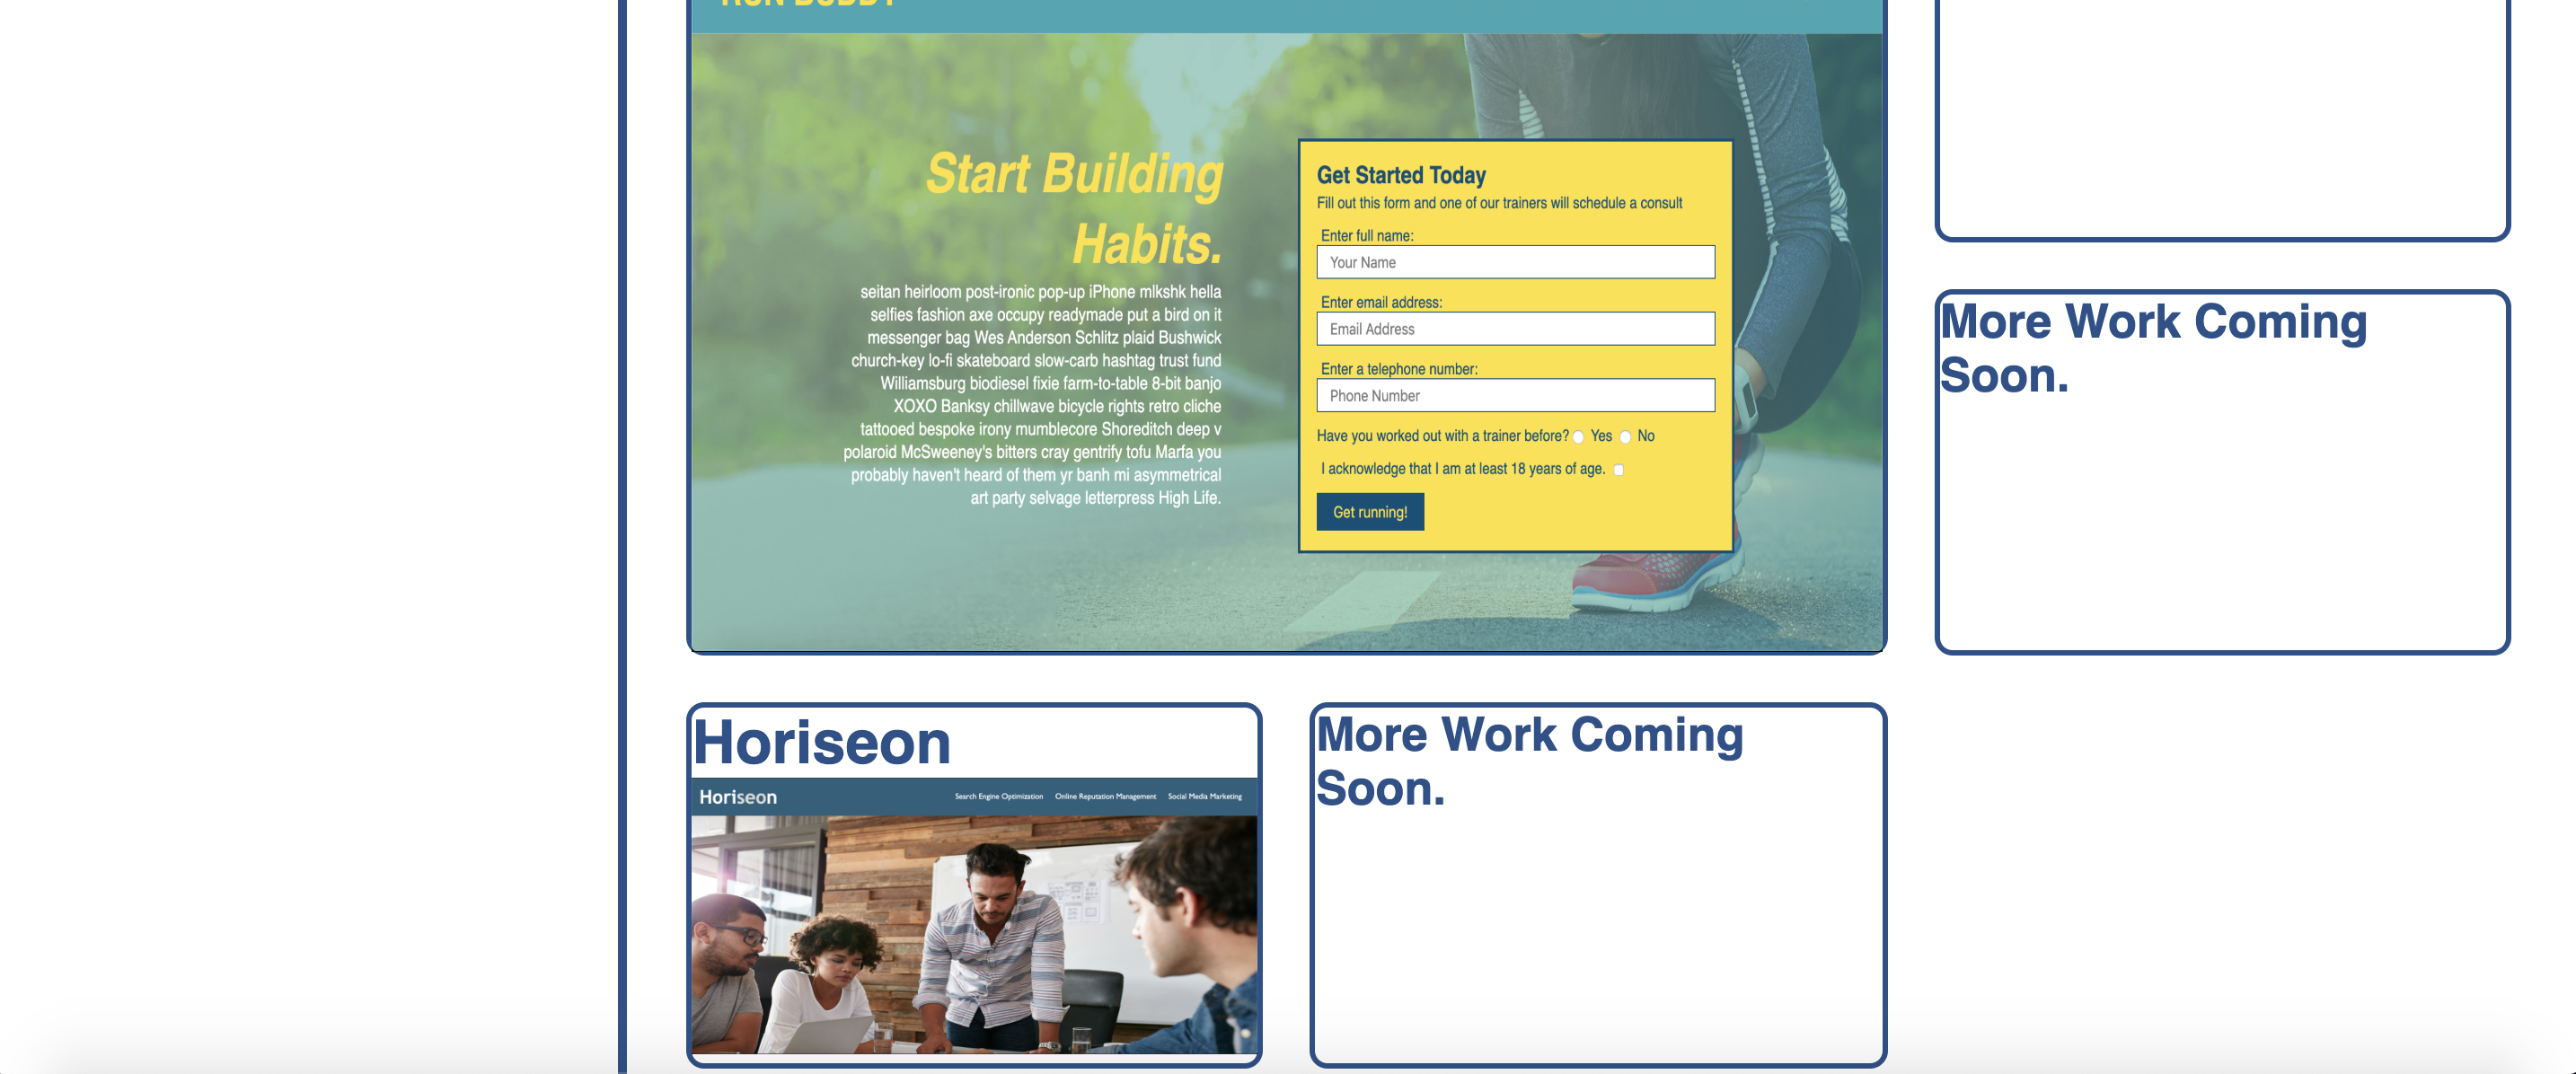 RUN BUDDY
Start Building
Habits.
seitan heirloom post-ironic pop-up iPhone mlkshk hella
selfies fashion axe occupy readymade put a bird on it
messenger bag Wes Anderson Schlitz plaid Bushwick
church-key lo-fi skateboard slow-carb hashtag trust fund
Williamsburg biodiesel fixie farm-to-table 8-bit banjo
XOXO Banksy chillwave bicycle rights retro cliche
tattooed bespoke irony mumblecore Shoreditch deep v
polaroid McSweeney's bitters cray gentrify tofu Marfa you
probably haven't heard of them yr banh mi asymmetrical
art party selvage letterpress High Life.
Get Started Today
Fill out this form and one of our trainers will schedule a consult
Enter full name:
Your Name
Enter email address:
Email Address
Enter a telephone number:
Phone Number
Have you worked out with a trainer before? Yes No
I acknowledge that I am at least 18 years of age.
Get running!
More Work Coming
Soon.
Horiseon
Horiseon Search Engine Optimization Online Reputation Management Social Media Marketing
More Work Coming
Soon.